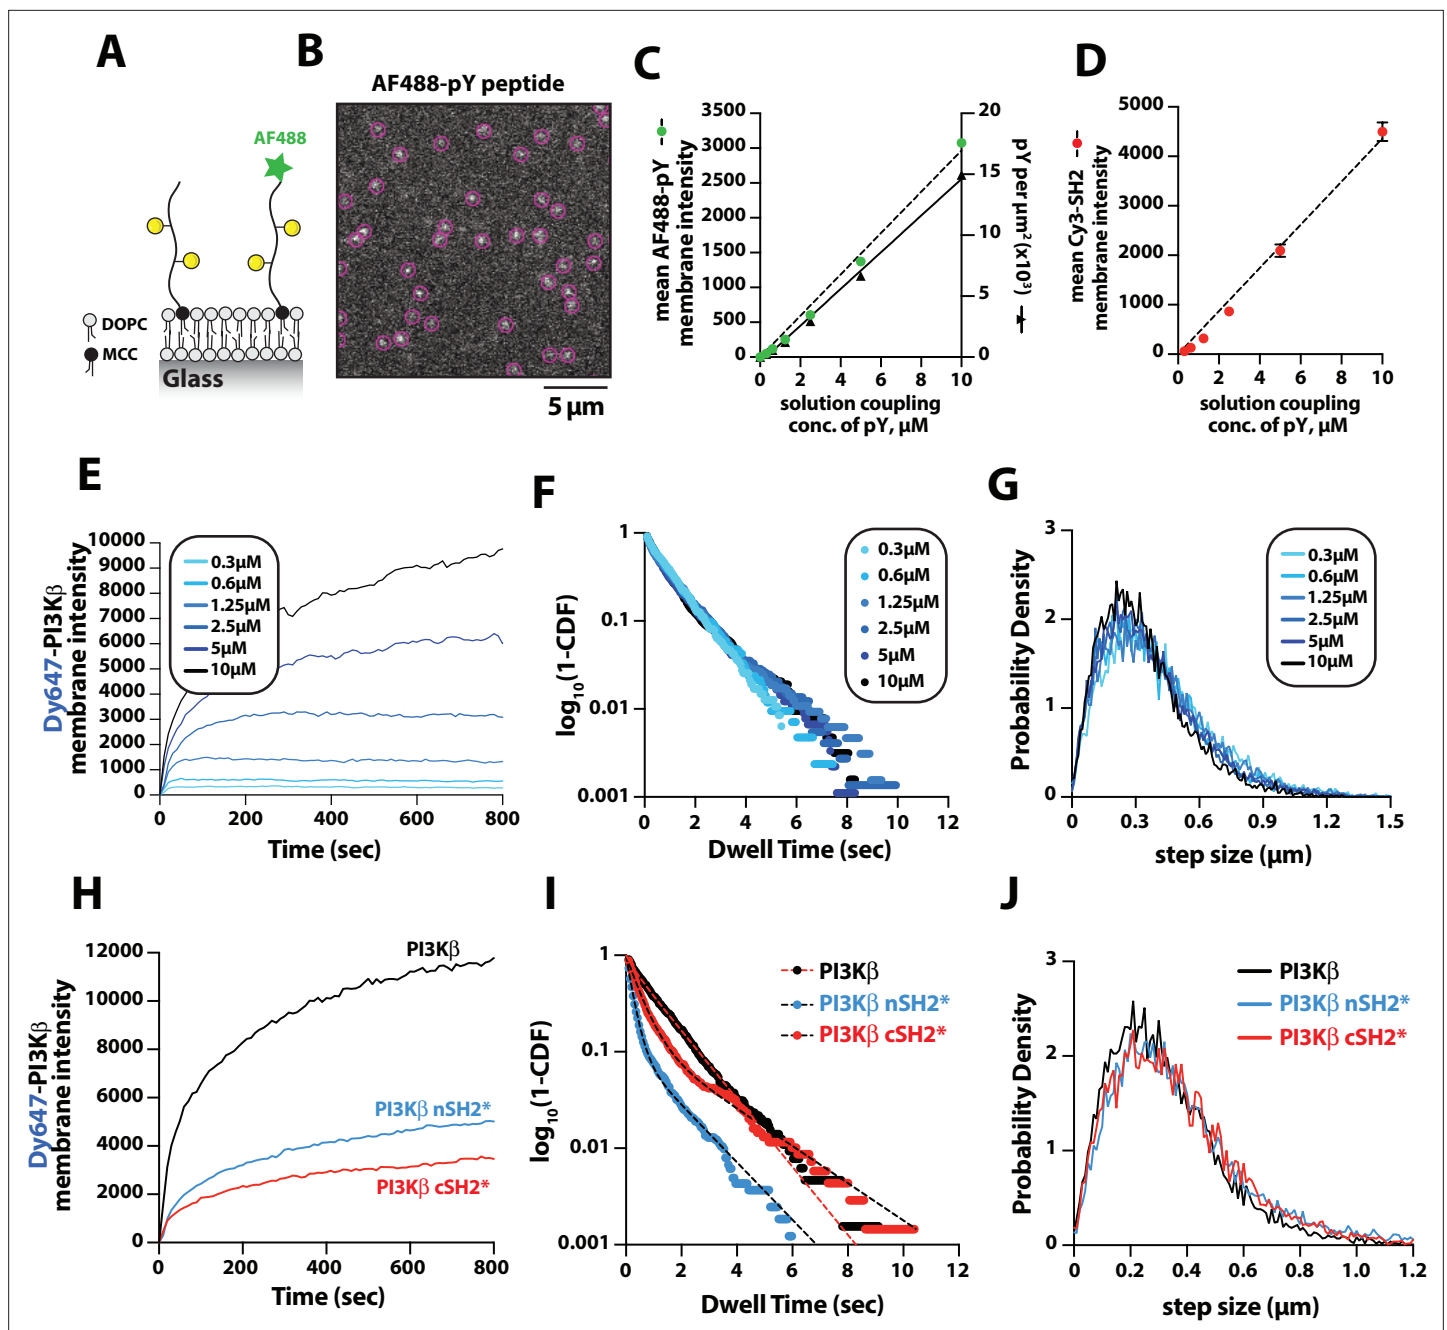 A
AF488
DOPC
MCC
Glass
B
AF488-pY peptide
5 µm
C
mean AF488-pY
membrane intensity
3500
3000
2500
2000
1500
1000
500
0
20
15
10
5
0
pY per µm² (x10³)
0 2 4 6 8 10
solution coupling
conc. of pY, µM
D
mean Cy3-SH2
membrane intensity
5000
4000
3000
2000
1000
0
0 2 4 6 8 10
solution coupling
conc. of pY, µM
E
Dy647-PI3Kβ
membrane intensity
10000
9000
8000
7000
6000
5000
4000
3000
2000
1000
0
0.3µM
0.6µM
1.25µM
2.5µM
5µM
10µM
0 200 400 600 800
Time (sec)
F
log₁₀(1-CDF)
1
0.1
0.01
0.001
0.3µM
0.6µM
1.25µM
2.5µM
5µM
10µM
0 2 4 6 8 10 12
Dwell Time (sec)
G
Probability Density
3
2
1
0
0.3µM
0.6µM
1.25µM
2.5µM
5µM
10µM
0 0.3 0.6 0.9 1.2 1.5
step size (µm)
H
Dy647-PI3Kβ
membrane intensity
12000
10000
8000
6000
4000
2000
0
PI3Kβ
PI3Kβ nSH2*
PI3Kβ cSH2*
0 200 400 600 800
Time (sec)
I
log₁₀(1-CDF)
1
0.1
0.01
0.001
PI3Kβ
PI3Kβ nSH2*
PI3Kβ cSH2*
0 2 4 6 8 10 12
Dwell Time (sec)
J
Probability Density
3
2
1
0
PI3Kβ
PI3Kβ nSH2*
PI3Kβ cSH2*
0 0.2 0.4 0.6 0.8 1.0 1.2
step size (µm)